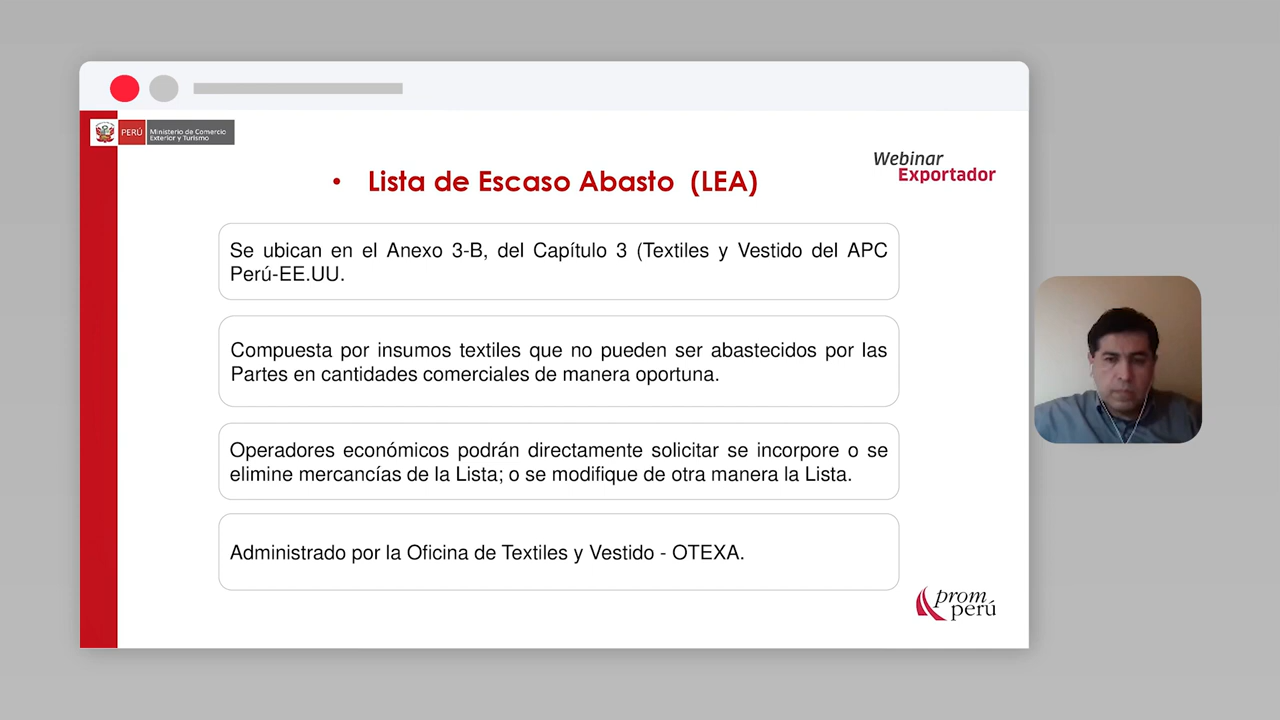 PERÚ
Ministerio de Comercio
Exterior y Turismo
Webinar
Exportador
• Lista de Escaso Abasto (LEA)
Se ubican en el Anexo 3-B, del Capítulo 3 (Textiles y Vestido del APC
Perú-EE.UU.
Compuesta por insumos textiles que no pueden ser abastecidos por las
Partes en cantidades comerciales de manera oportuna.
Operadores económicos podrán directamente solicitar se incorpore o se
elimine mercancías de la Lista; o se modifique de otra manera la Lista.
Administrado por la Oficina de Textiles y Vestido - OTEXA.
prom
perú